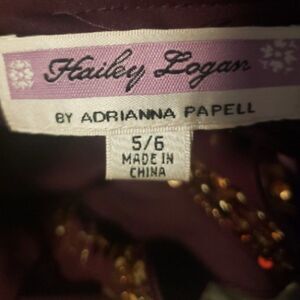 Hailey Logan
BY ADRIANNA PAPELL
5/6
MADE IN
CHINA